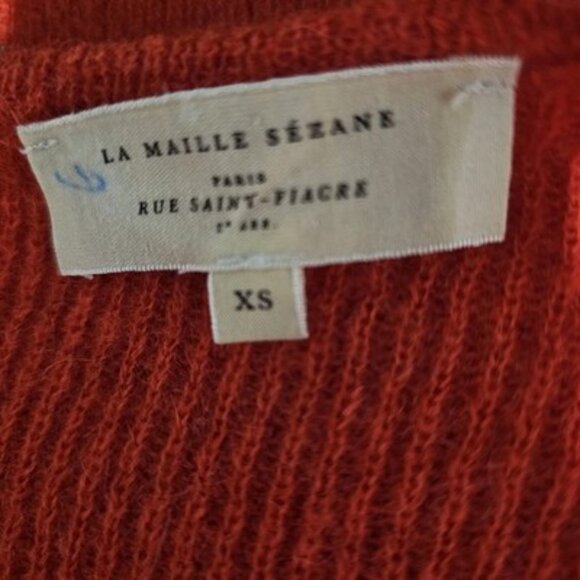 LA MAILLE SÉZANE
PARIS
RUE SAINT-FIACRE
XS